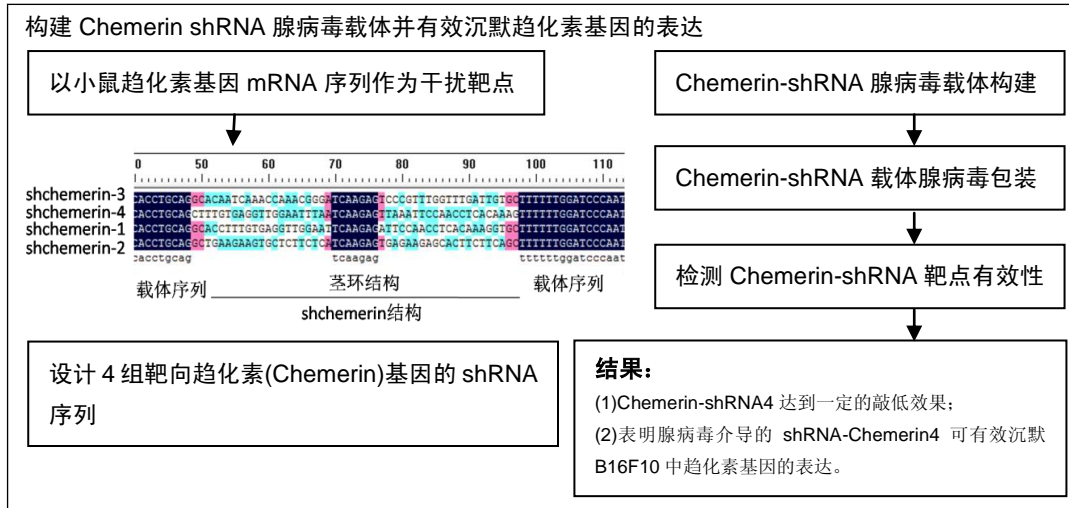 构建 Chemerin shRNA 腺病毒载体并有效沉默趋化素基因的表达
以小鼠趋化素基因 mRNA 序列作为干扰靶点
0 50 60 70 80 90 100 110
shchemerin-3 CACCTGCAGGCACAATCAAACCAAACGGGATCAAGAGTCCCGTTTGGTTTGATTGTGCTTTTTTGGATCCCAAT
shchemerin-4 CACCTGCAGCTTTGTGAGGTTGGAATTTAATCAAGAGTTAAATTCCAACCTCACAAAGTTTTTTGGATCCCAAT
shchemerin-1 CACCTGCAGGCACCTTTGTGAGGTTGGAATTCAAGAGATTCCAACCTCACAAAGGTGCTTTTTTGGATCCCAAT
shchemerin-2 CACCTGCAGGCTGAAGAAGTGCTCTTCTCATCAAGAGTGAGAAGAGCACTTCTTCAGCTTTTTTGGATCCCAAT
cacctgcag tcaagag ttttttggatcccaat
载体序列 茎环结构 载体序列
shchemerin结构
设计 4 组靶向趋化素(Chemerin)基因的 shRNA
序列
Chemerin-shRNA 腺病毒载体构建
Chemerin-shRNA 载体腺病毒包装
检测 Chemerin-shRNA 靶点有效性
结果：
(1)Chemerin-shRNA4 达到一定的敲低效果；
(2)表明腺病毒介导的 shRNA-Chemerin4 可有效沉默
B16F10 中趋化素基因的表达。